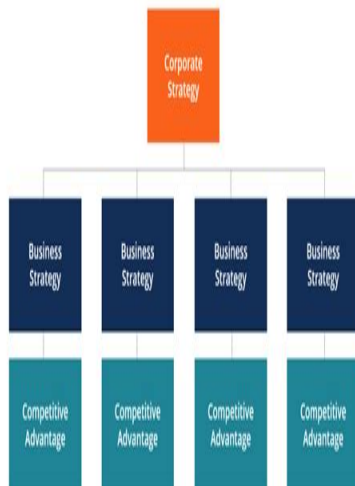 Corporate
Strategy
Business
Strategy
Business
Strategy
Business
Strategy
Business
Strategy
Competitive
Advantage
Competitive
Advantage
Competitive
Advantage
Competitive
Advantage